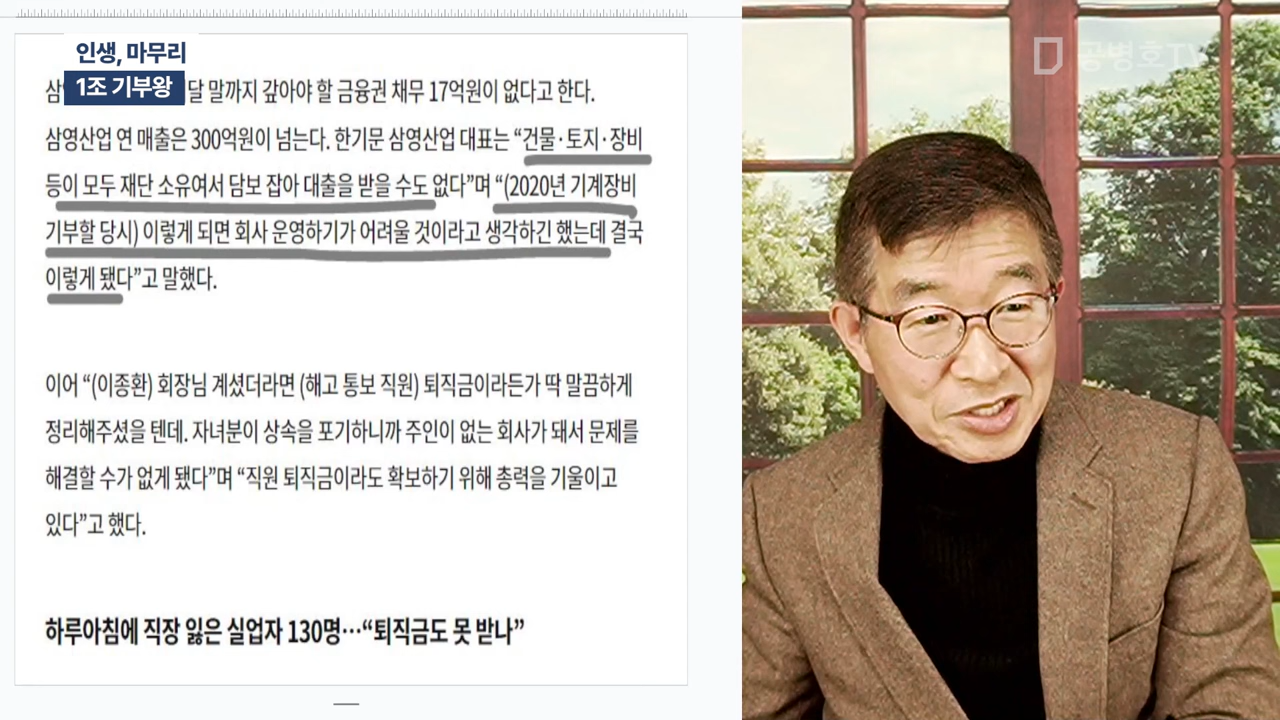 인생, 마무리
1조 기부왕
달 말까지 갚아야 할 금융권 채무 17억원이 없다고 한다.
삼영산업 연 매출은 300억원이 넘는다. 한기문 삼영산업 대표는 “건물·토지·장비
등이 모두 재단 소유여서 담보 잡아 대출을 받을 수도 없다”며 “(2020년 기계장비
기부할 당시) 이렇게 되면 회사 운영하기가 어려울 것이라고 생각하긴 했는데 결국
이렇게 됐다”고 말했다.
이어 “(이종환) 회장님 계셨더라면 (해고 통보 직원) 퇴직금이라든가 딱 말끔하게
정리해주셨을 텐데. 자녀분이 상속을 포기하니까 주인이 없는 회사가 돼서 문제를
해결할 수가 없게 됐다”며 “직원 퇴직금이라도 확보하기 위해 총력을 기울이고
있다”고 했다.
하루아침에 직장 잃은 실업자 130명…“퇴직금도 못 받나”
공병호TV